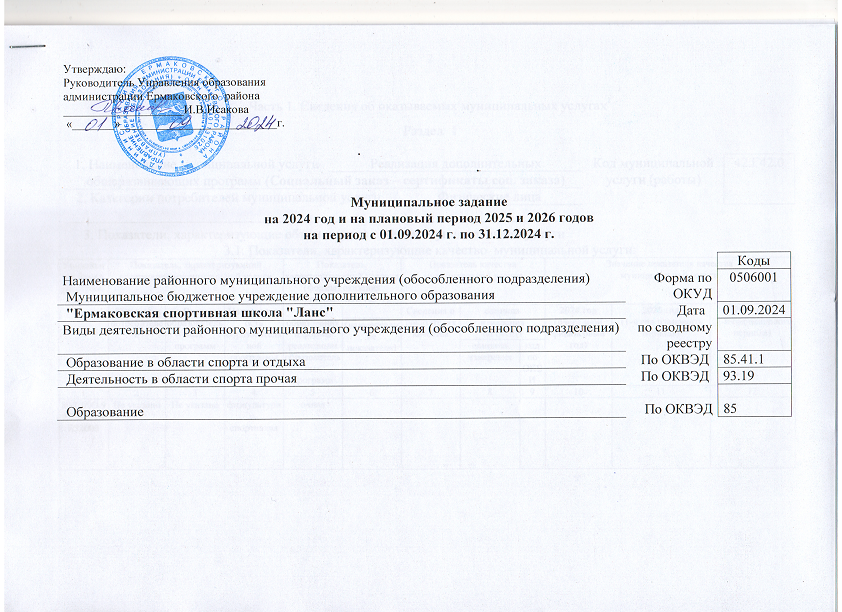 Утверждаю:
Руководитель Управления образования
администрации Ермаковского района
И.В.Исакова
« 01 » 09 2024 г.
Муниципальное задание
на 2024 год и на плановый период 2025 и 2026 годов
на период с 01.09.2024 г. по 31.12.2024 г.
Коды
Наименование районного муниципального учреждения (обособленного подразделения) Форма по 0506001
Муниципальное бюджетное учреждение дополнительного образования ОКУД
"Ермаковская спортивная школа "Ланс" Дата 01.09.2024
Виды деятельности районного муниципального учреждения (обособленного подразделения) по сводному
реестру
Образование в области спорта и отдыха По ОКВЭД 85.41.1
Деятельность в области спорта прочая По ОКВЭД 93.19
Образование По ОКВЭД 85